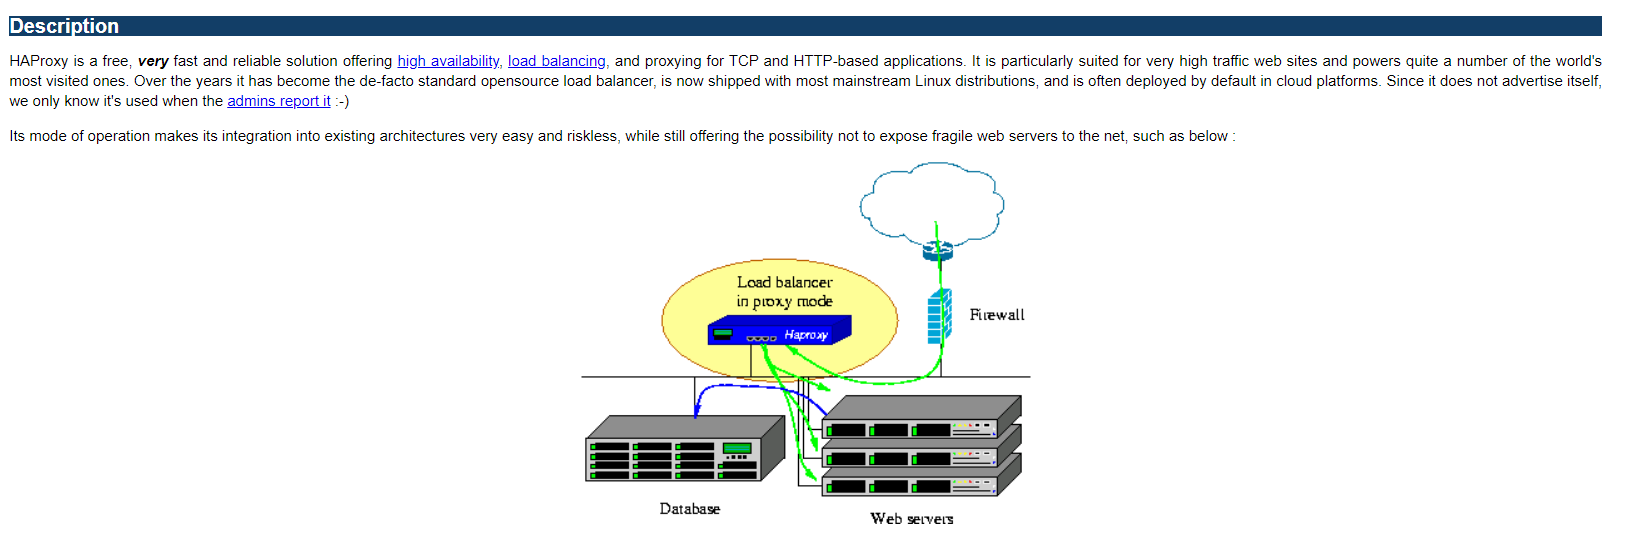 Description
HAProxy is a free, very fast and reliable solution offering high availability, load balancing, and proxying for TCP and HTTP-based applications. It is particularly suited for very high traffic web sites and powers quite a number of the world's
most visited ones. Over the years it has become the de-facto standard opensource load balancer, is now shipped with most mainstream Linux distributions, and is often deployed by default in cloud platforms. Since it does not advertise itself,
we only know it's used when the admins report it :-)
Its mode of operation makes its integration into existing architectures very easy and riskless, while still offering the possibility not to expose fragile web servers to the net, such as below :
Load balancer
in proxy mode
Haproxy
Firewall
Database
Web servers